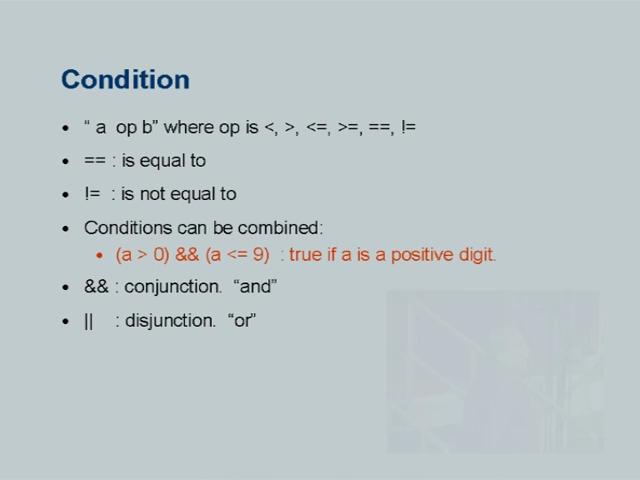 Condition
• “ a op b” where op is <, >, <=, >=, ==, !=
• == : is equal to
• != : is not equal to
• Conditions can be combined:
• (a > 0) && (a <= 9) : true if a is a positive digit.
• && : conjunction. “and”
• || : disjunction. “or”